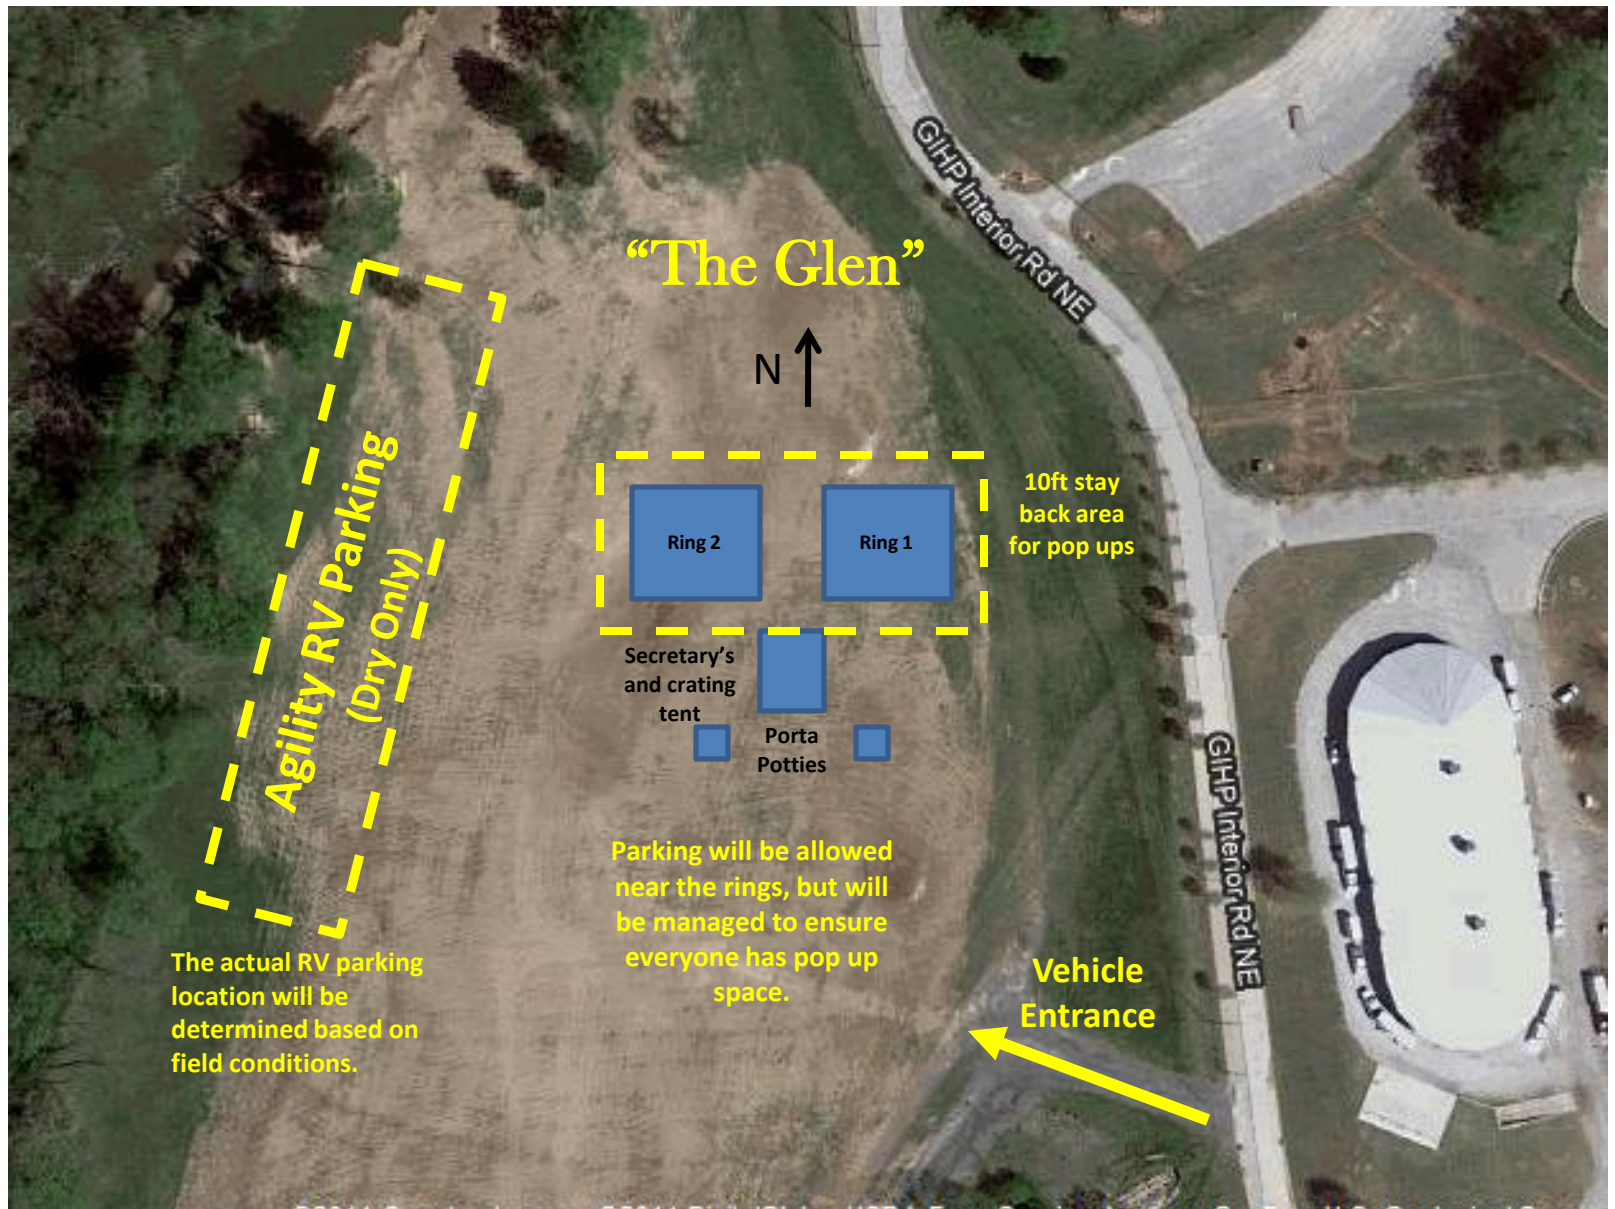 “The Glen”
N
GIHP Interior Rd NE
Agility RV Parking
(Dry Only)
Ring 2
Ring 1
10ft stay
back area
for pop ups
Secretary’s
and crating
tent
Porta
Potties
GIHP Interior Rd NE
Parking will be allowed
near the rings, but will
be managed to ensure
everyone has pop up
space.
The actual RV parking
location will be
determined based on
field conditions.
Vehicle
Entrance